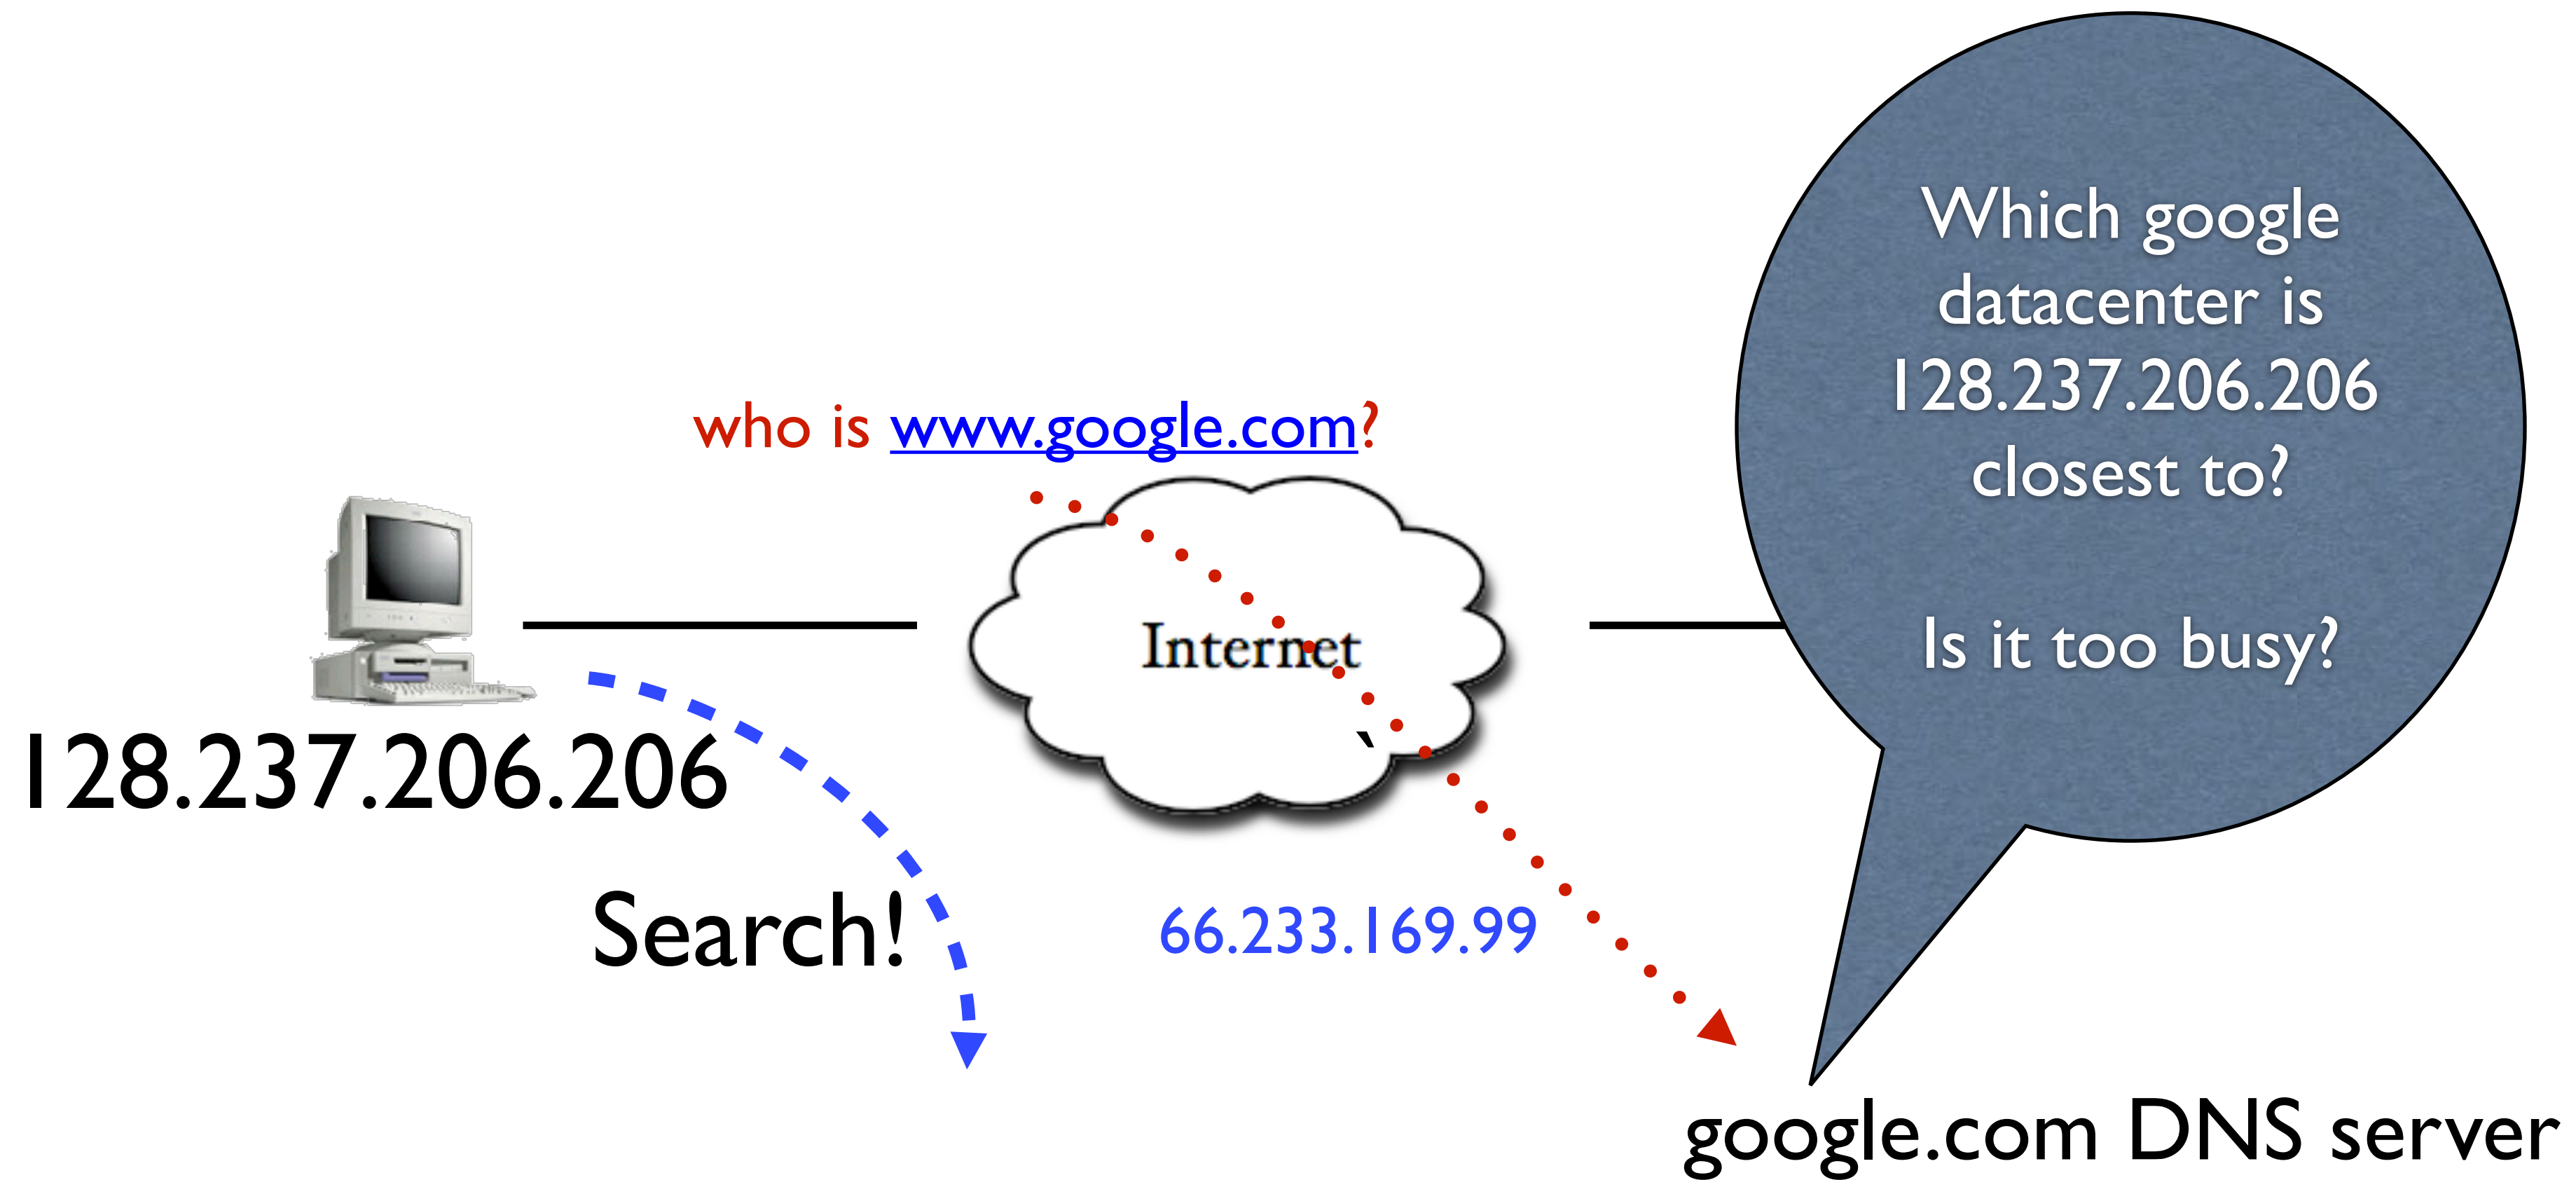 Which google
datacenter is
128.237.206.206
closest to?
Is it too busy?
who is www.google.com?
Internet
`
128.237.206.206
Search!
66.233.169.99
google.com DNS server